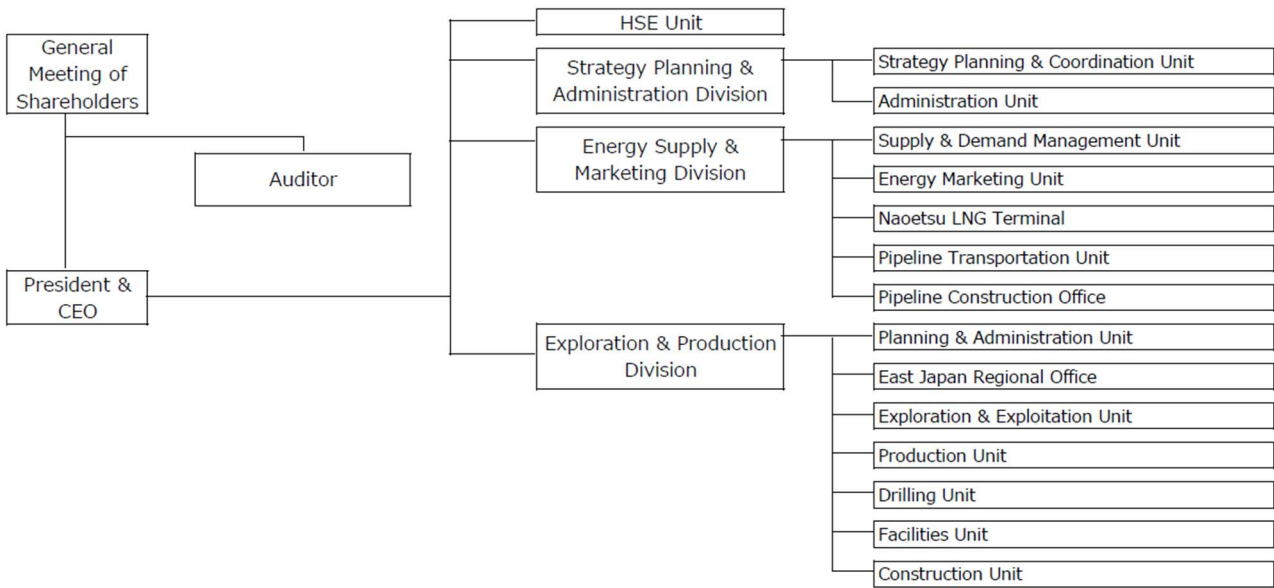 General
Meeting of
Shareholders
Auditor
President &
CEO
HSE Unit
Strategy Planning &
Administration Division
Strategy Planning & Coordination Unit
Administration Unit
Energy Supply &
Marketing Division
Supply & Demand Management Unit
Energy Marketing Unit
Naoetsu LNG Terminal
Pipeline Transportation Unit
Pipeline Construction Office
Exploration & Production
Division
Planning & Administration Unit
East Japan Regional Office
Exploration & Exploitation Unit
Production Unit
Drilling Unit
Facilities Unit
Construction Unit